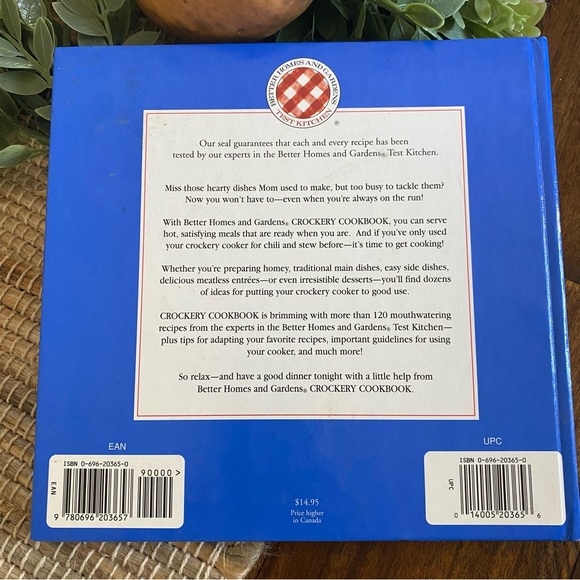 BETTER HOMES AND GARDENS
TEST KITCHEN
®
Our seal guarantees that each and every recipe has been
tested by our experts in the Better Homes and Gardens® Test Kitchen.
Miss those hearty dishes Mom used to make, but too busy to tackle them?
Now you won't have to—even when you're always on the run!
With Better Homes and Gardens® CROCKERY COOKBOOK, you can serve
hot, satisfying meals that are ready when you are. And if you've only used
your crockery cooker for chili and stew before—it's time to get cooking!
Whether you're preparing homey, traditional main dishes, easy side dishes,
delicious meatless entrées—or even irresistible desserts—you'll find dozens
of ideas for putting your crockery cooker to good use.
CROCKERY COOKBOOK is brimming with more than 120 mouthwatering
recipes from the experts in the Better Homes and Gardens® Test Kitchen—
plus tips for adapting your favorite recipes, important guidelines for using
your cooker, and much more!
So relax—and have a good dinner tonight with a little help from
Better Homes and Gardens® CROCKERY COOKBOOK.
EAN
ISBN 0-696-20365-0
90000 >
EAN
9 780696 203657
$14.95
Price higher
in Canada
UPC
ISBN 0-696-20365-0
UPC
0 14005 20365 6